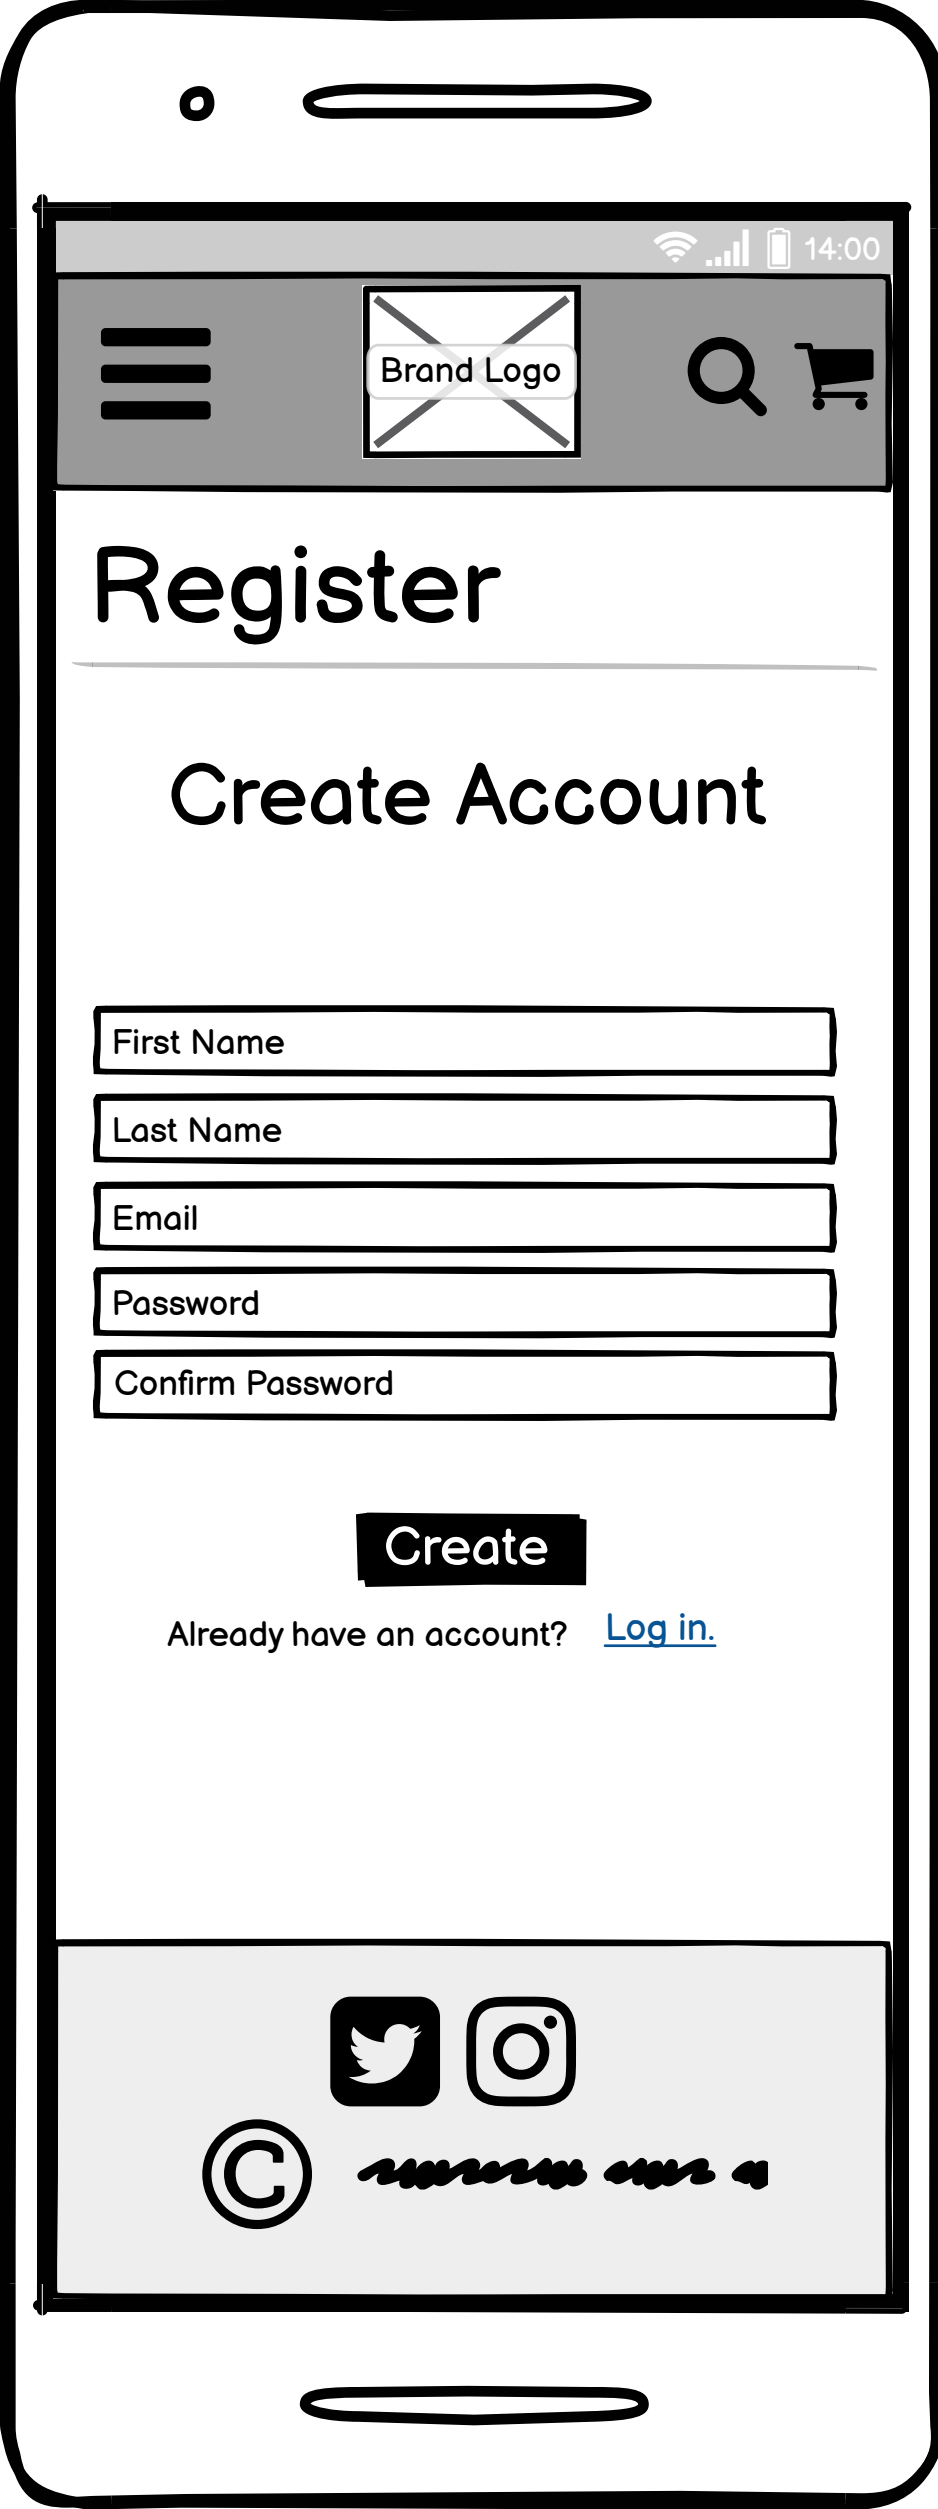 14:00
Brand Logo
Register
Create Account
First Name
Last Name
Email
Password
Confirm Password
Create
Already have an account? Log in.
©